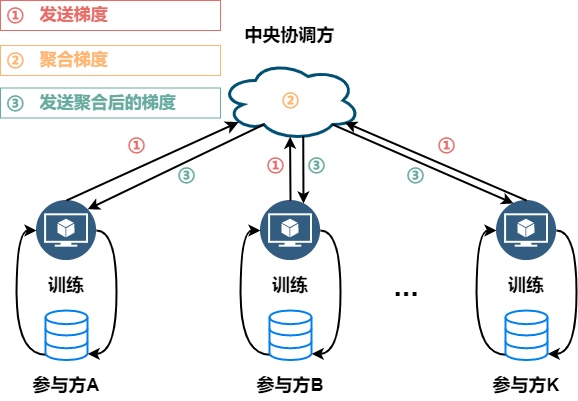 ① 发送梯度
② 聚合梯度
③ 发送聚合后的梯度
中央协调方
②
① ① ③ ①
③ ③
训练 训练 ... 训练
参与方A 参与方B 参与方K